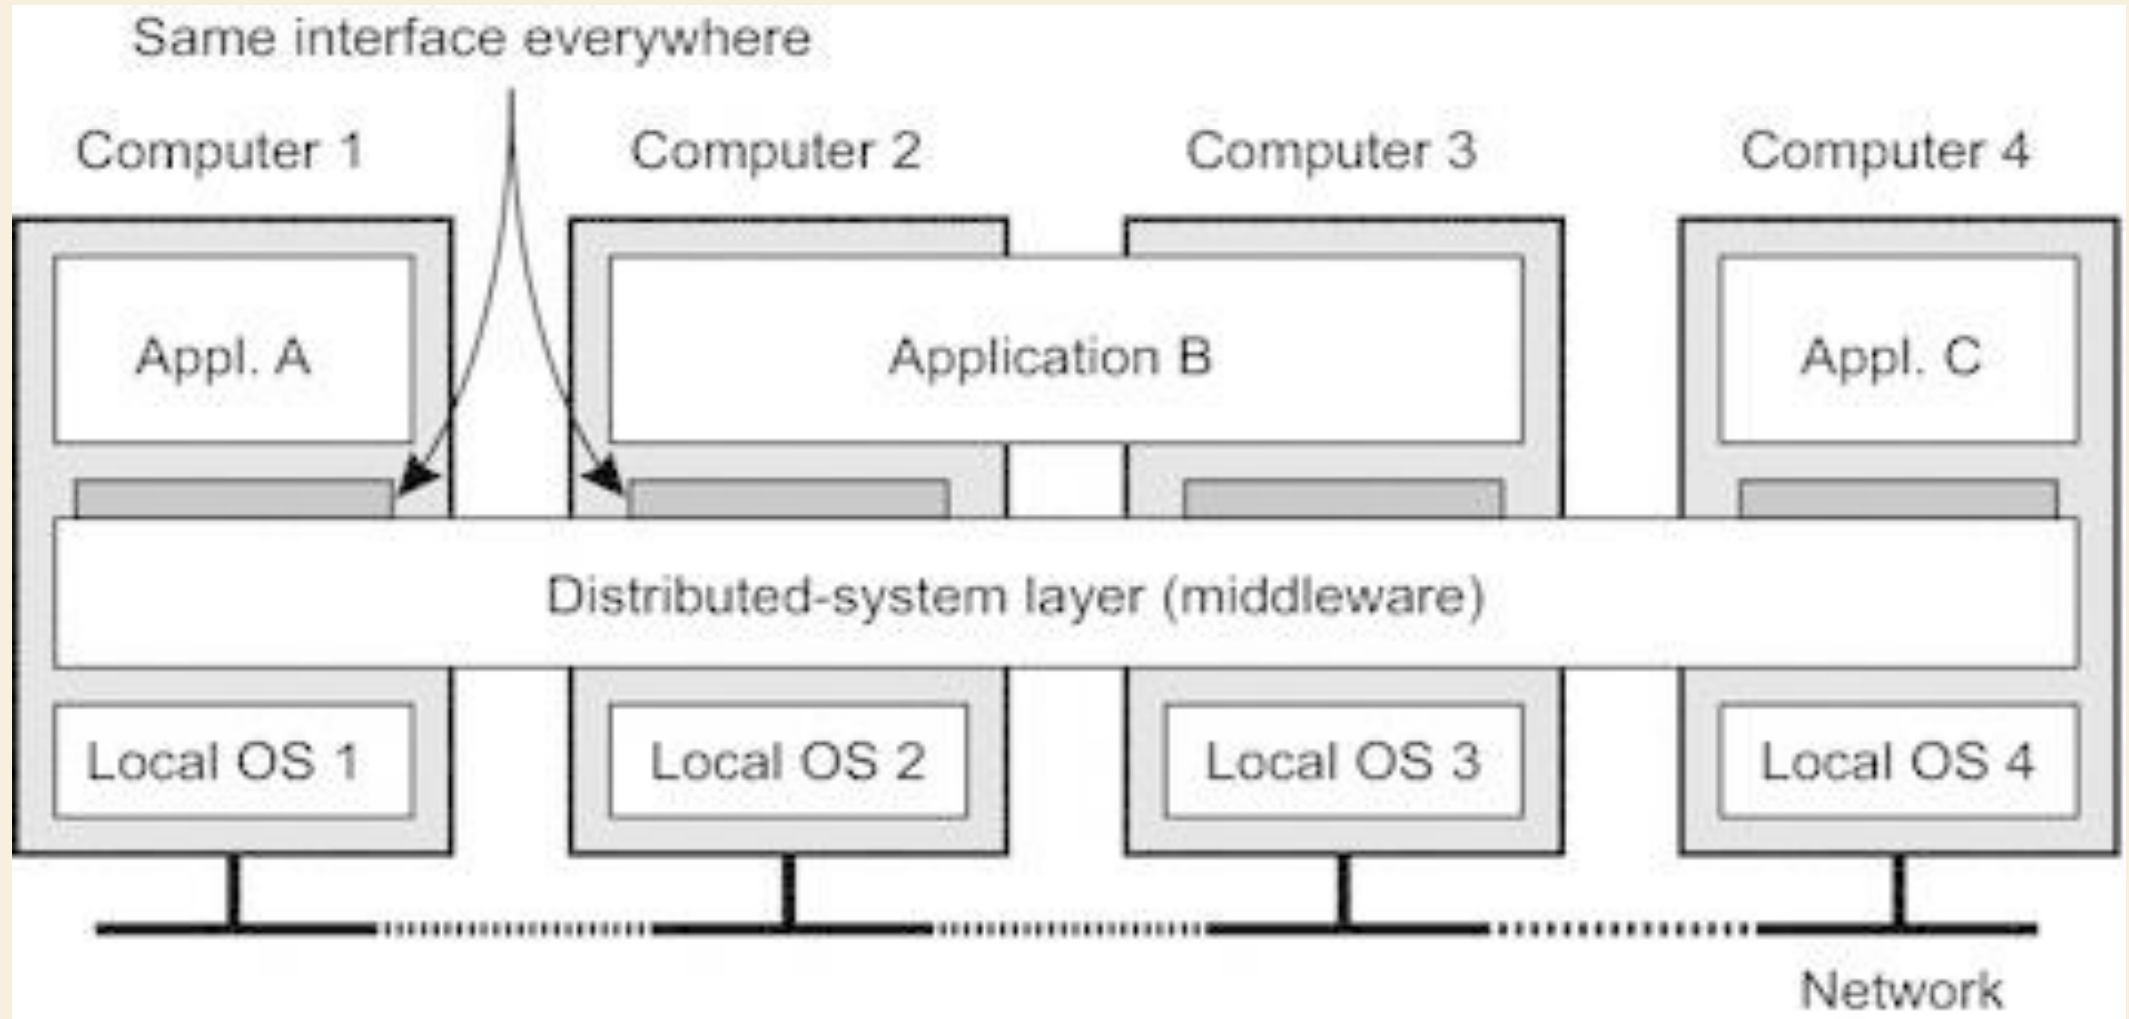 Same interface everywhere
Computer 1
Computer 2
Computer 3
Computer 4
Appl. A
Application B
Appl. C
Distributed-system layer (middleware)
Local OS 1
Local OS 2
Local OS 3
Local OS 4
Network